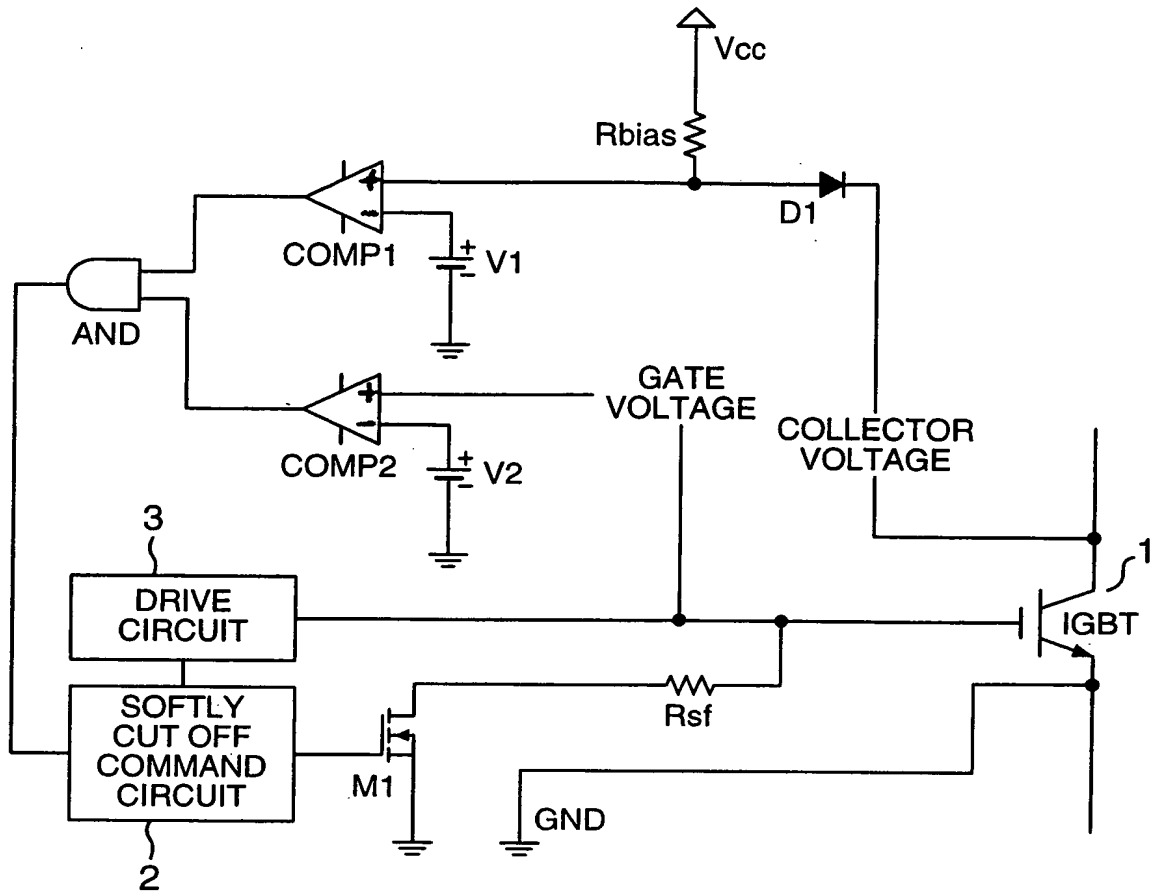 Vcc
Rbias
+
−
COMP1
D1
+
−
V1
AND
GATE
VOLTAGE
+
−
COMP2
COLLECTOR
VOLTAGE
+
−
V2
3
1
DRIVE
CIRCUIT
IGBT
SOFTLY
CUT OFF
COMMAND
CIRCUIT
Rsf
M1
GND
2